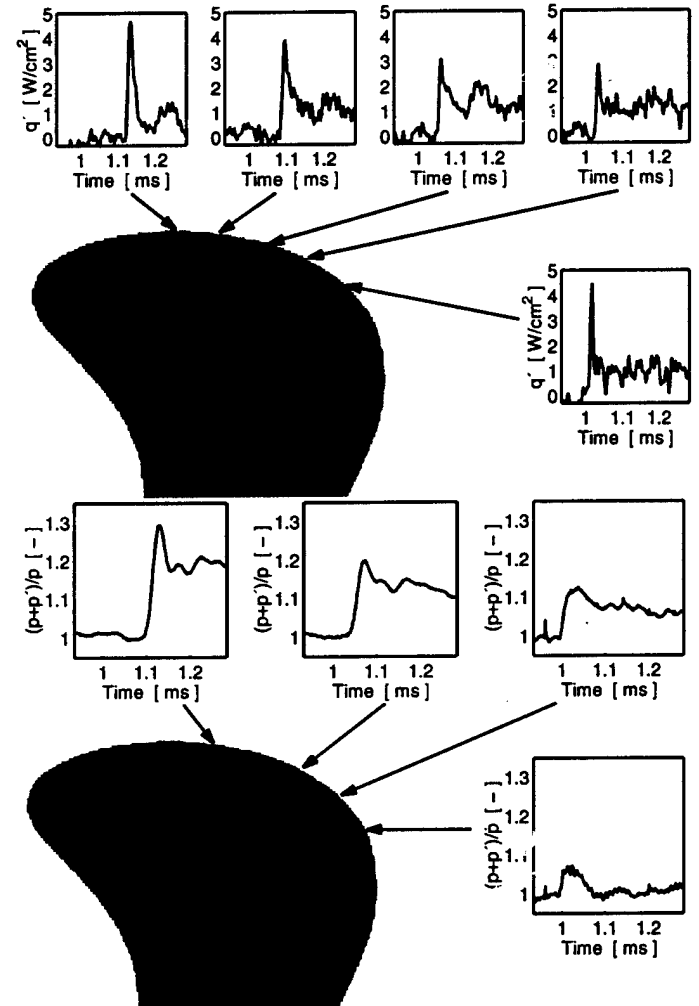 5 5 5 5
4 4 4 4
3 3 3 3
2 2 2 2
1 1 1 1
0 0 0 0
q´ [ W/cm2 ]
1 1.1 1.2 1 1.1 1.2 1 1.1 1.2 1 1.1 1.2
Time [ ms ] Time [ ms ] Time [ ms ] Time [ ms ]
5
4
3
2
1
0
q´ [ W/cm2 ]
1 1.1 1.2
Time [ ms ]
(p+p´)/p [ – ] (p+p´)/p [ – ] (p+p´)/p [ – ]
1.3 1.3 1.3
1.2 1.2 1.2
1.1 1.1 1.1
1 1 1
1 1.1 1.2 1 1.1 1.2 1 1.1 1.2
Time [ ms ] Time [ ms ] Time [ ms ]
(p+p´)/p [ – ]
1.3
1.2
1
1 1.1 1.2
Time [ ms ]